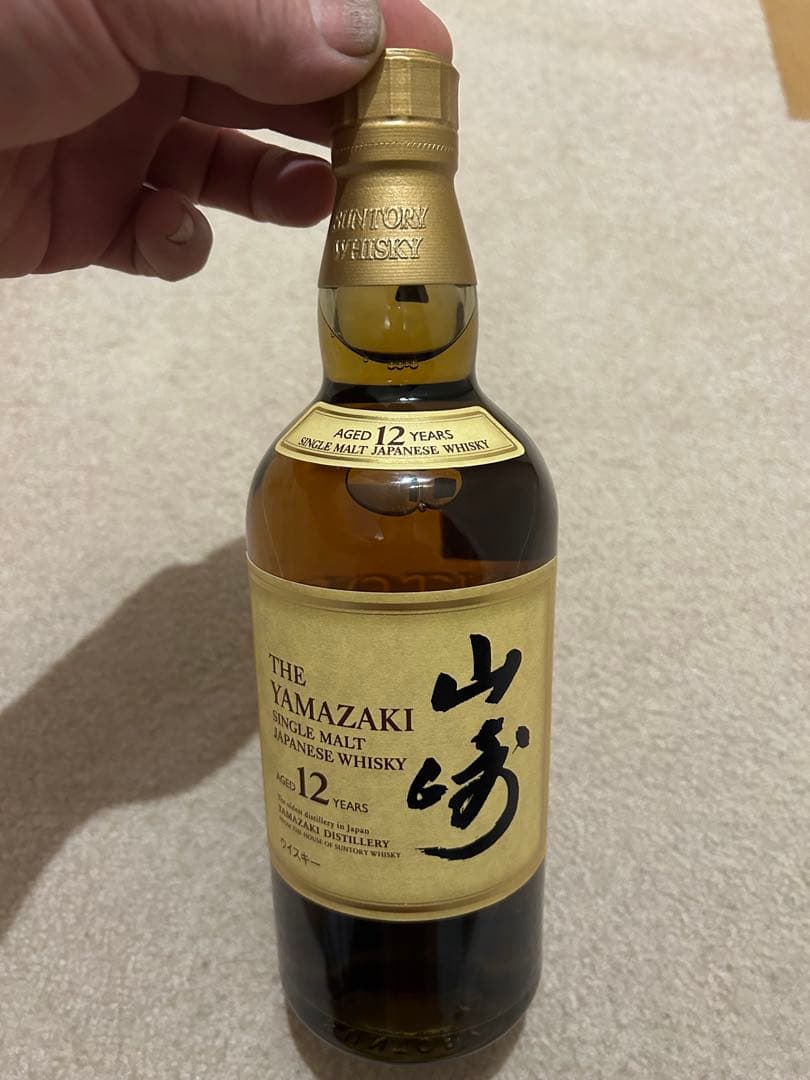 SUNTORY
WHISKY
AGED 12 YEARS
SINGLE MALT JAPANESE WHISKY
THE
YAMAZAKI
SINGLE MALT
JAPANESE WHISKY
AGED 12 YEARS
The oldest distillery in Japan
YAMAZAKI DISTILLERY
FROM THE HOUSE OF SUNTORY WHISKY
ウイスキー
山崎